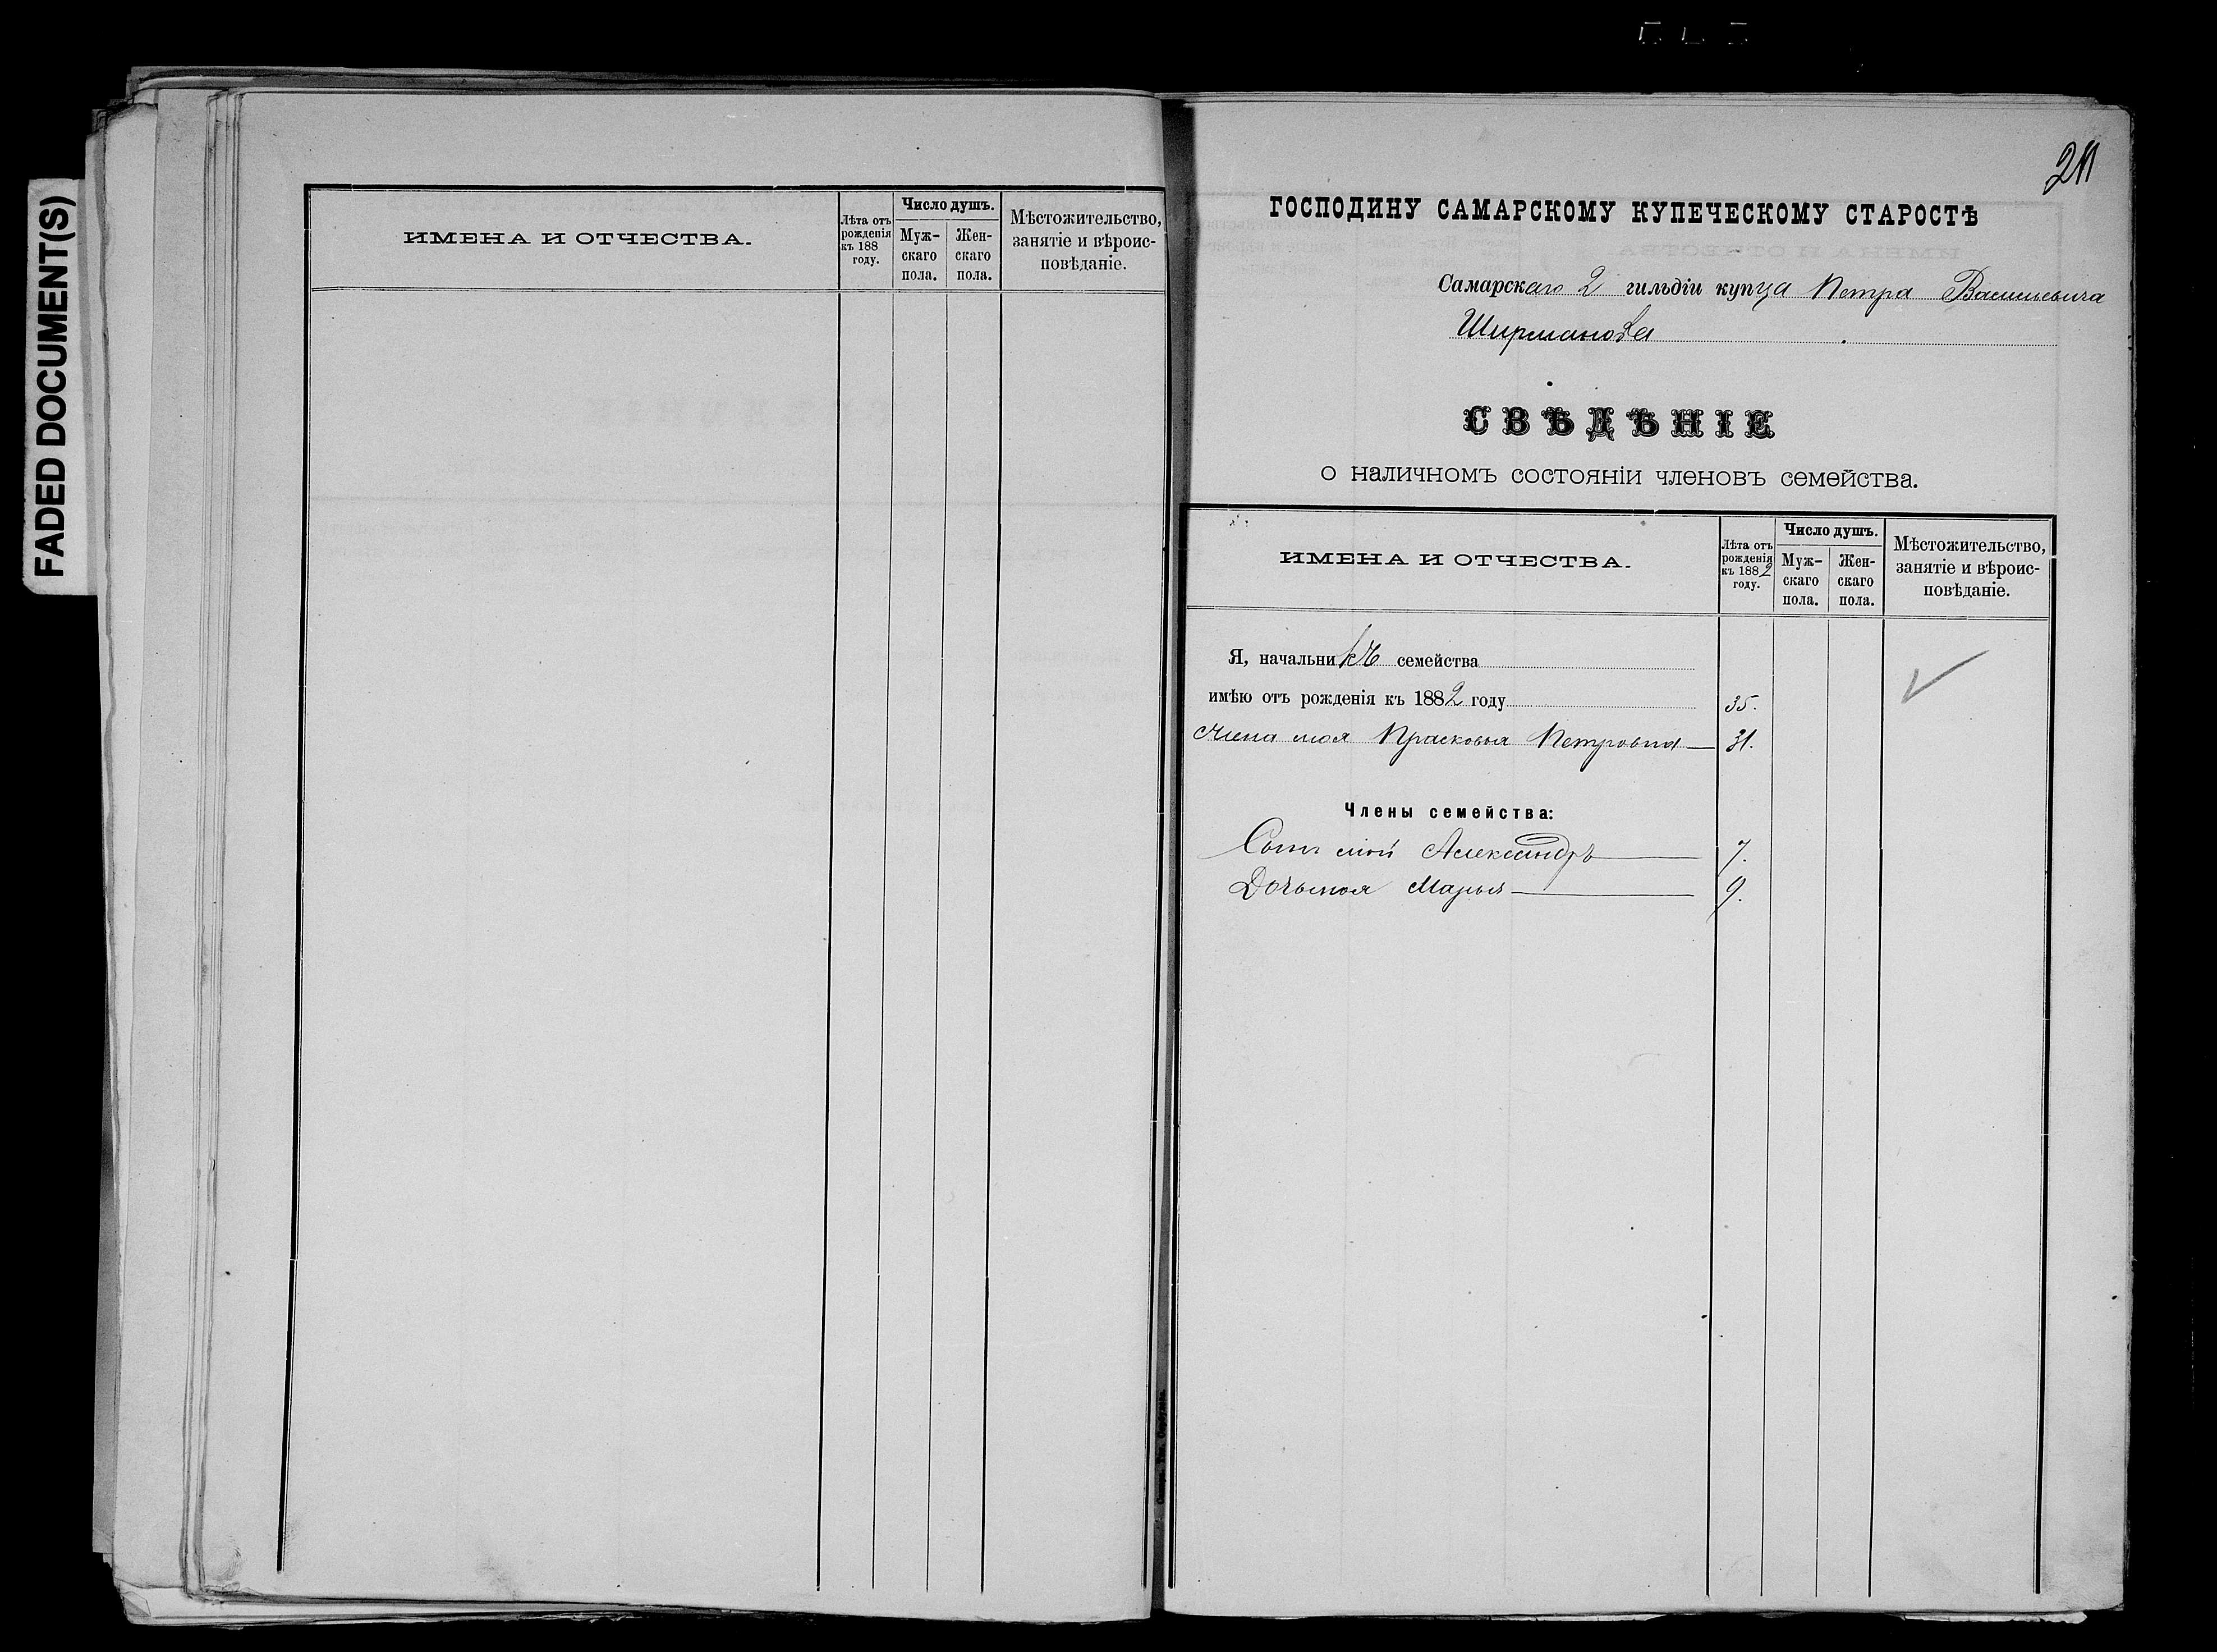 FADED DOCUMENT(S)
ИМЕНА И ОТЧЕСТВА.
Лѣта отъ рожденія къ 188 году.
Число душъ.
Мужскаго пола.
Женскаго пола.
Мѣстожительство, занятіе и вѣроисповѣданіе.
ГОСПОДИНУ САМАРСКОМУ КУПЕЧЕСКОМУ СТАРОСТѢ
Самарскаго 2 гильдіи купца Петра Васильевича
Ширманова
СВѢДѢНІЕ
о наличномъ состояніи членовъ семейства.
ИМЕНА И ОТЧЕСТВА.
Лѣта отъ рожденія къ 1882 году.
Число душъ.
Мужскаго пола.
Женскаго пола.
Мѣстожительство, занятіе и вѣроисповѣданіе.
Я, начальникъ семейства
имѣю отъ рожденія къ 1882 году 35.
Жена моя Прасковья Петровна 31.
Члены семейства:
Сынъ мой Александръ 7.
Дочь моя Марья 9.